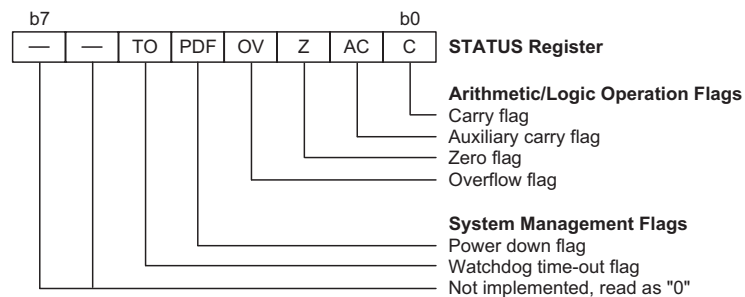 b7 b0
— — TO PDF OV Z AC C STATUS Register
Arithmetic/Logic Operation Flags
Carry flag
Auxiliary carry flag
Zero flag
Overflow flag
System Management Flags
Power down flag
Watchdog time-out flag
Not implemented, read as "0"